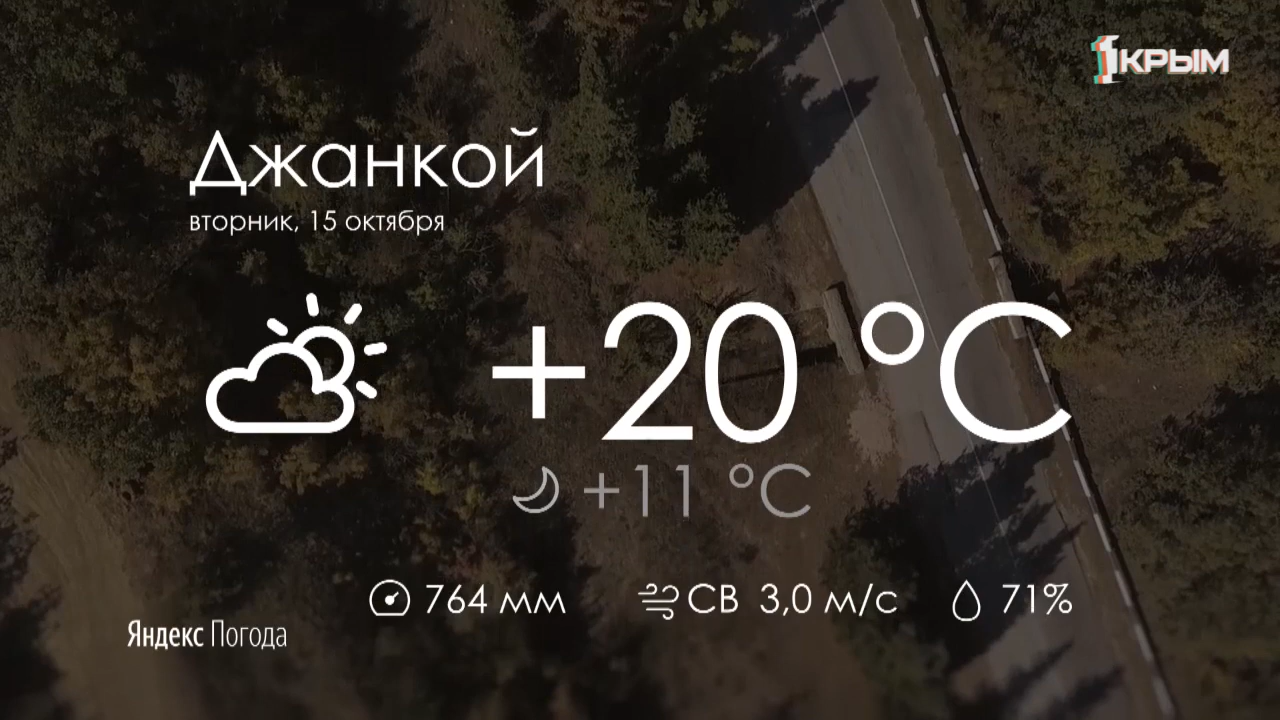 1КРЫМ
Джанкой
вторник, 15 октября
+20 °C
+11 °C
764 мм
СВ 3,0 м/с
71%
Яндекс Погода